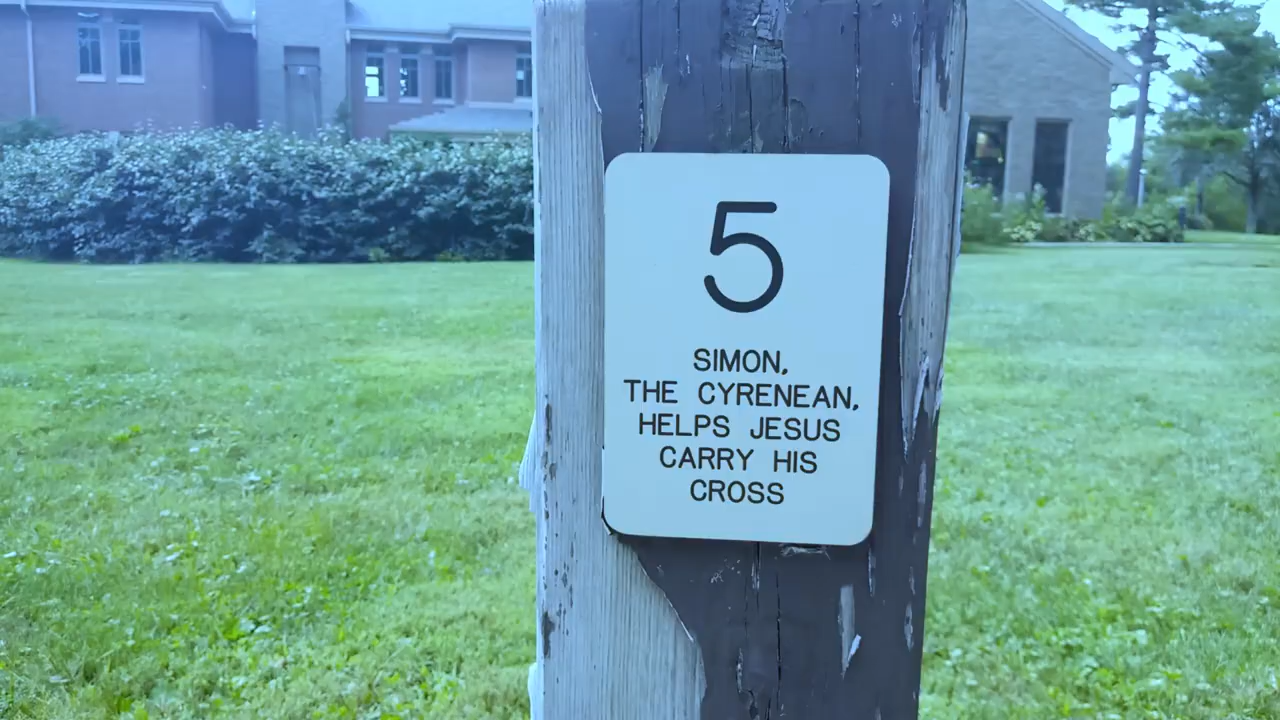 5
SIMON,
THE CYRENEAN,
HELPS JESUS
CARRY HIS
CROSS